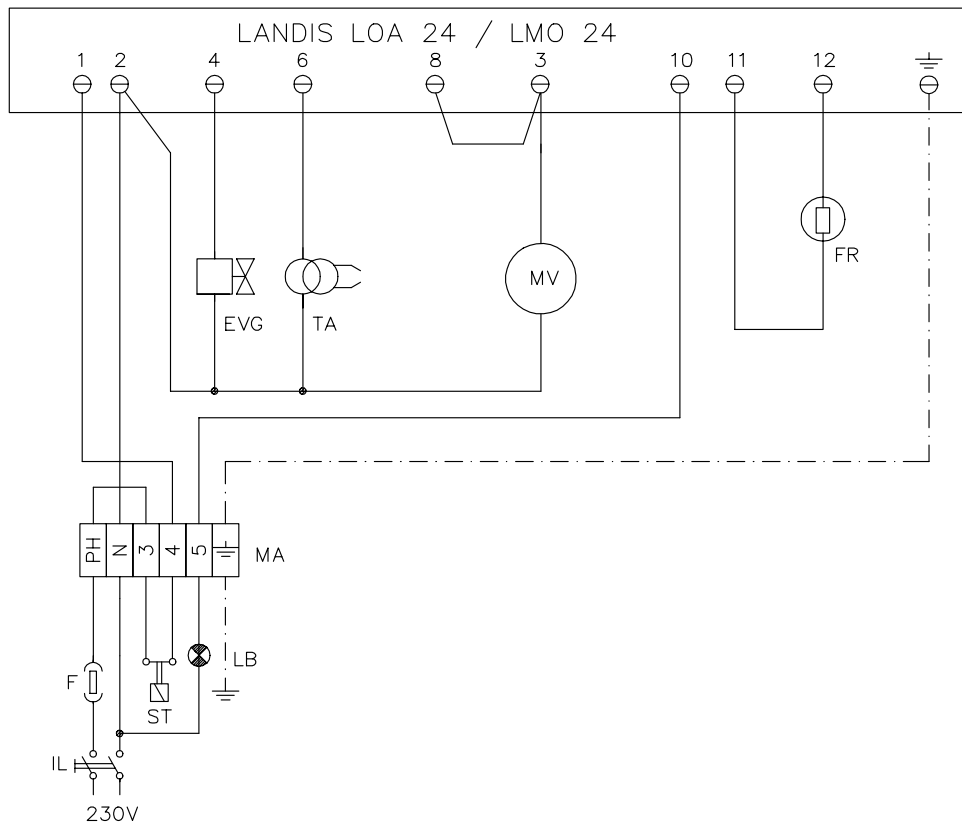 LANDIS LOA 24 / LMO 24
1 2 4 6 8 3 10 11 12
FR
MV
EVG TA
PH N 3 4 5 MA
LB
F
ST
IL
230V